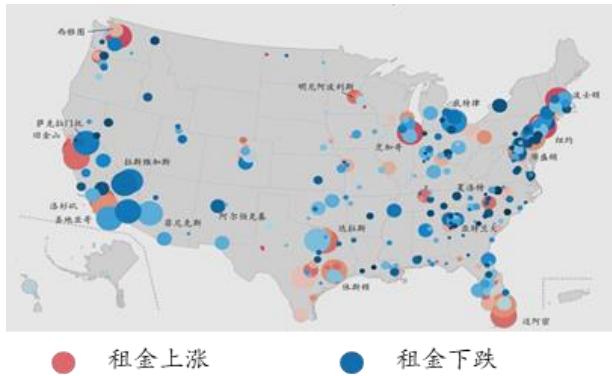 西雅图
明尼阿波利斯
底特律
波士顿
萨克拉门托
旧金山
芝加哥
纽约
华盛顿
拉斯维加斯
夏洛特
洛杉矶
圣地亚哥
菲尼克斯
阿尔伯克基
达拉斯
亚特兰大
休斯顿
迈阿密
租金上涨
租金下跌